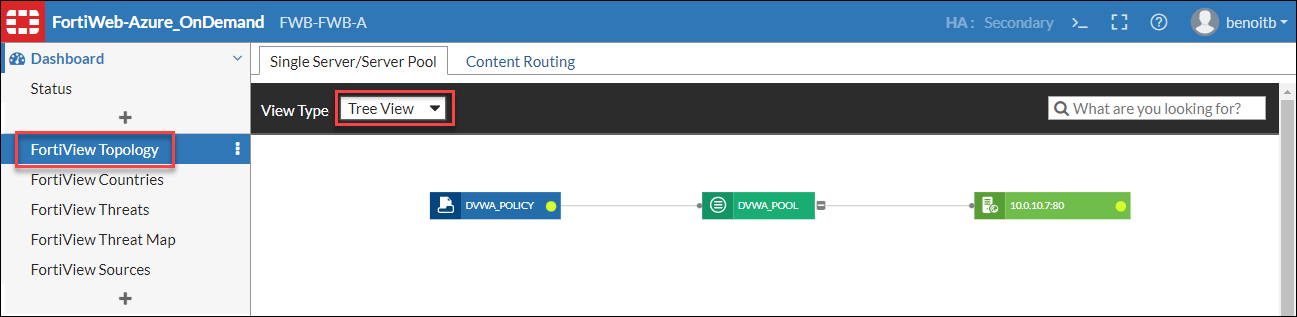 FortiWeb-Azure_OnDemand FWB-FWB-A HA : Secondary >_ benoitb
Dashboard
Single Server/Server Pool Content Routing
Status
View Type Tree View What are you looking for?
FortiView Topology
FortiView Countries
DVWA_POLICY DVWA_POOL 10.0.10.7:80
FortiView Threats
FortiView Threat Map
FortiView Sources